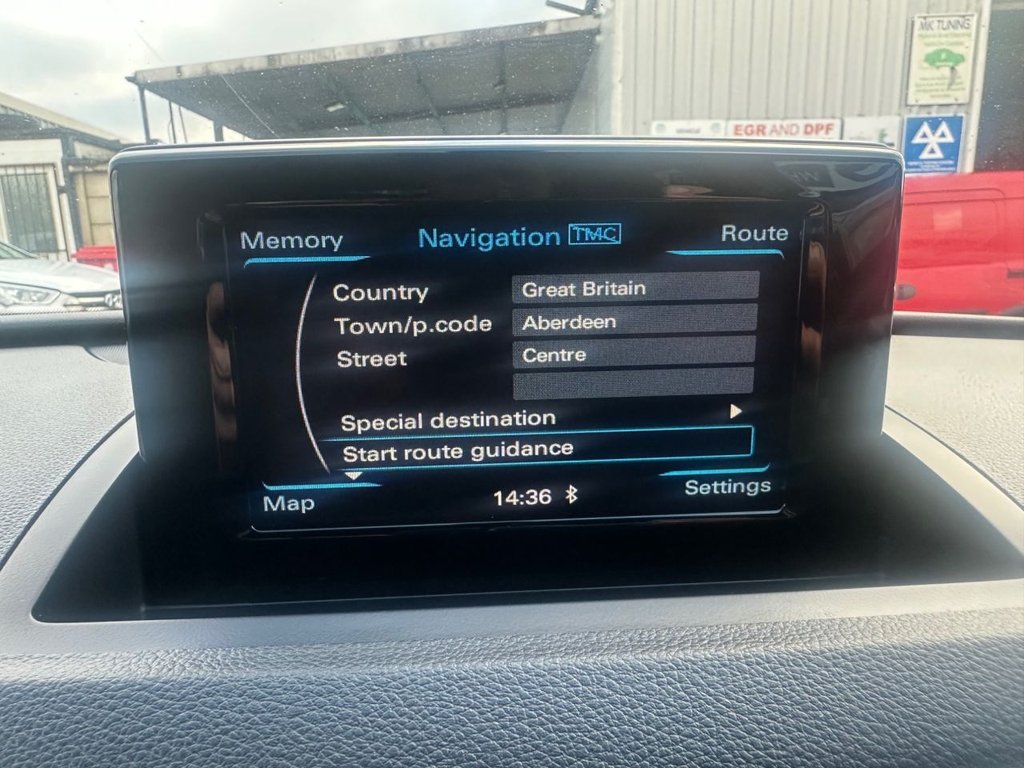 MK TUNING
VEHICLE
EGR AND DPF
Memory
Navigation TMC
Route
Country
Great Britain
Town/p.code
Aberdeen
Street
Centre
Special destination
Start route guidance
Map
14:36
Settings